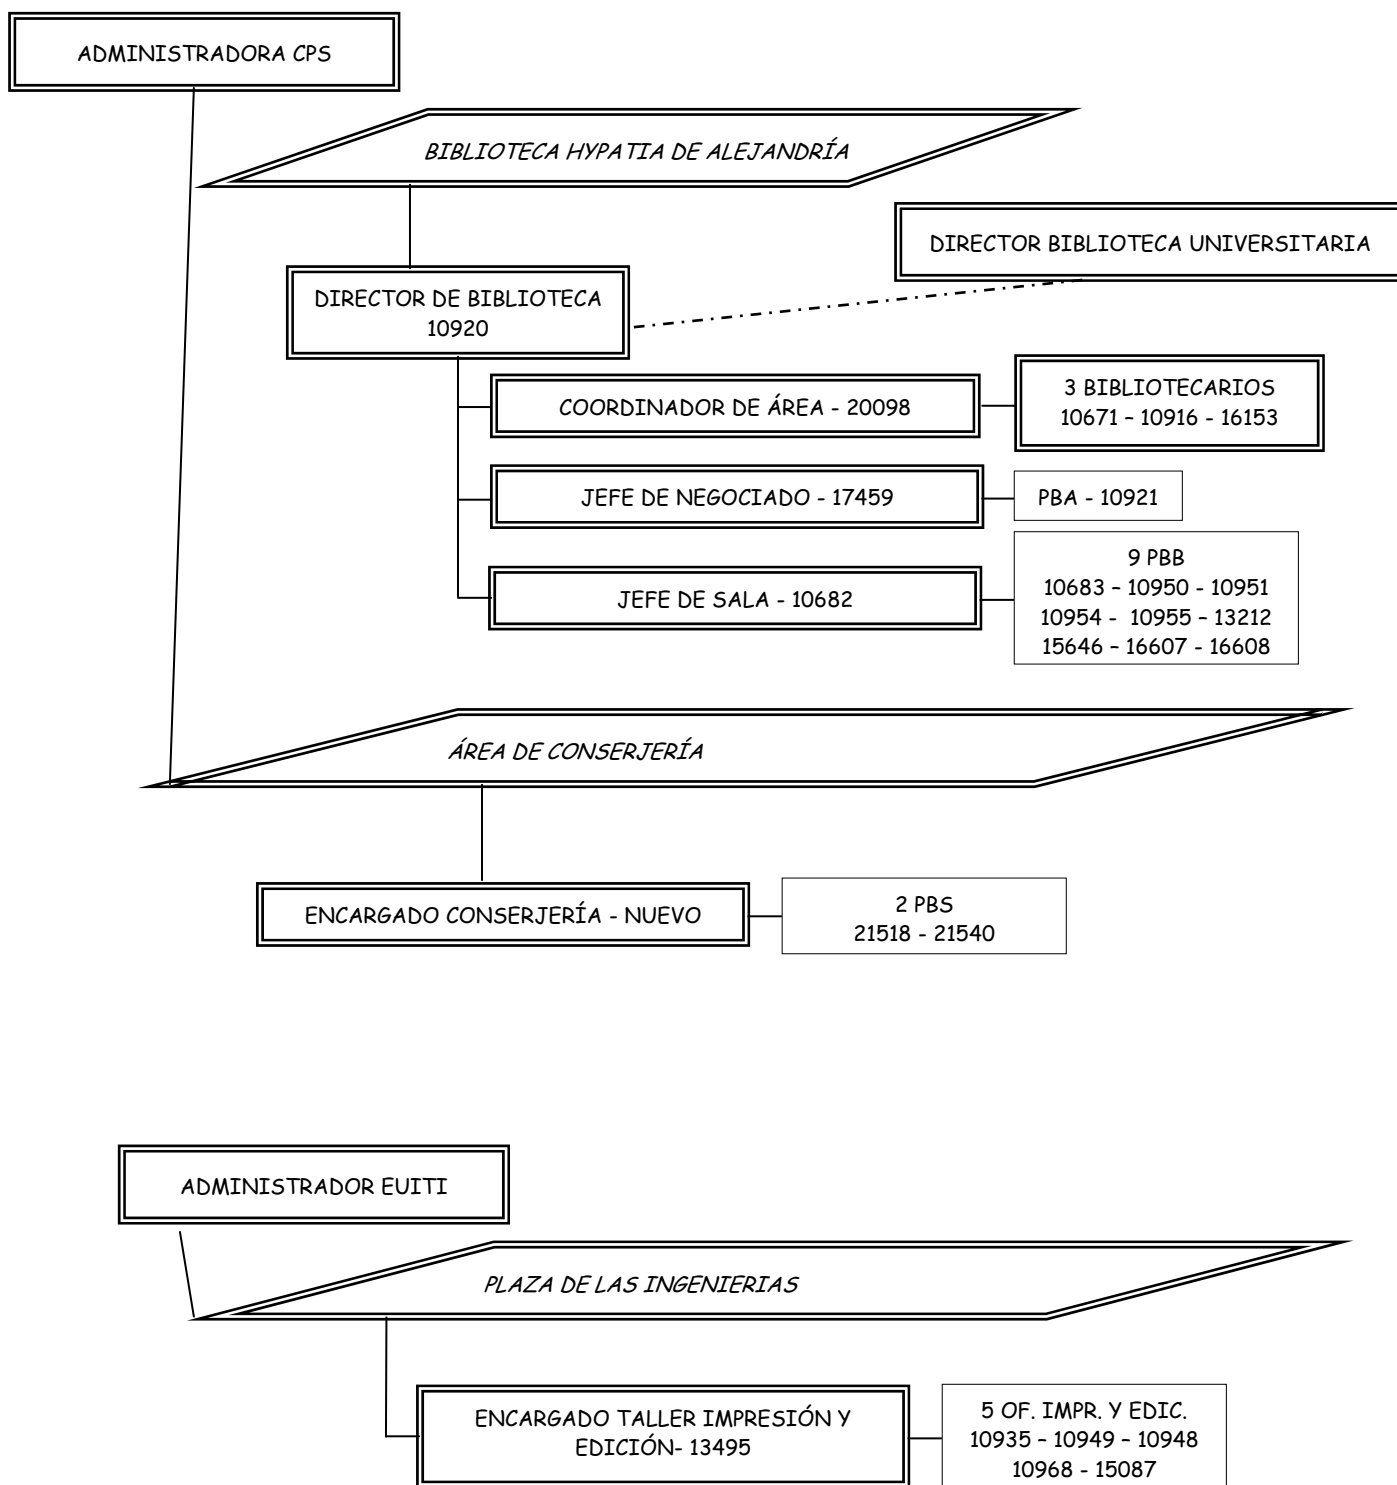 ADMINISTRADORA CPS
BIBLIOTECA HYPATIA DE ALEJANDRÍA
DIRECTOR BIBLIOTECA UNIVERSITARIA
DIRECTOR DE BIBLIOTECA
10920
COORDINADOR DE ÁREA - 20098
3 BIBLIOTECARIOS
10671 – 10916 - 16153
JEFE DE NEGOCIADO - 17459
PBA - 10921
JEFE DE SALA - 10682
9 PBB
10683 – 10950 - 10951
10954 - 10955 – 13212
15646 – 16607 - 16608
ÁREA DE CONSERJERÍA
ENCARGADO CONSERJERÍA - NUEVO
2 PBS
21518 - 21540
ADMINISTRADOR EUITI
PLAZA DE LAS INGENIERIAS
ENCARGADO TALLER IMPRESIÓN Y
EDICIÓN- 13495
5 OF. IMPR. Y EDIC.
10935 – 10949 – 10948
10968 - 15087